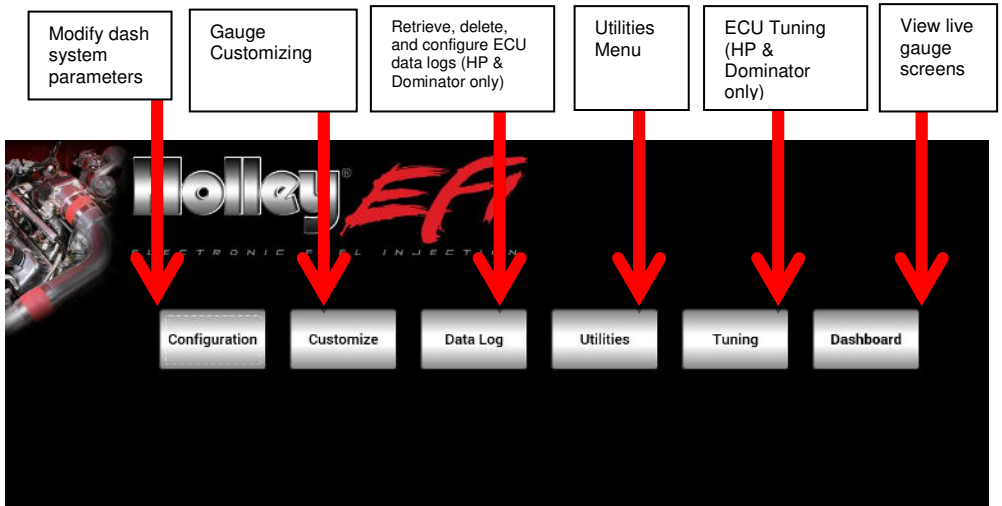 Modify dash
system
parameters
Gauge
Customizing
Retrieve, delete,
and configure ECU
data logs (HP &
Dominator only)
Utilities
Menu
ECU Tuning
(HP &
Dominator
only)
View live
gauge
screens
Holley® EFI
ELECTRONIC FUEL INJECTION
Configuration
Customize
Data Log
Utilities
Tuning
Dashboard